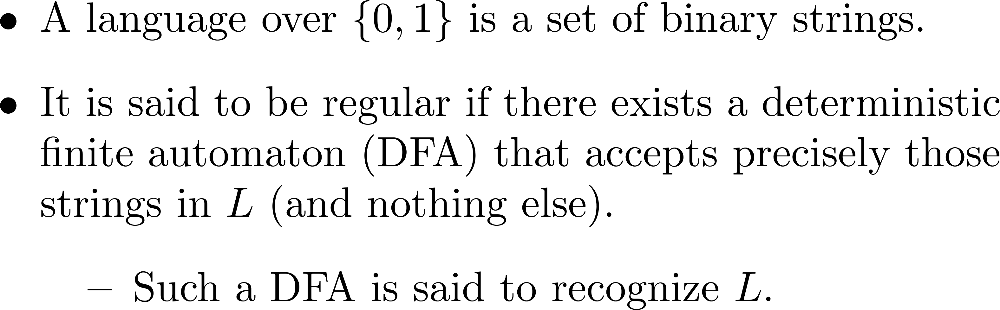 • A language over {0, 1} is a set of binary strings.
• It is said to be regular if there exists a deterministic
finite automaton (DFA) that accepts precisely those
strings in L (and nothing else).
– Such a DFA is said to recognize L.